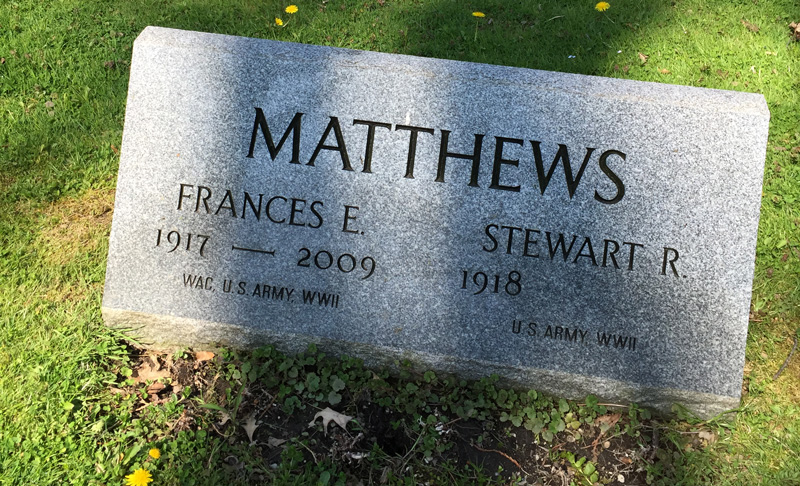 MATTHEWS
FRANCES E.
1917 — 2009
WAC, U.S. ARMY, WWII
STEWART R.
1918
U.S. ARMY, WWII